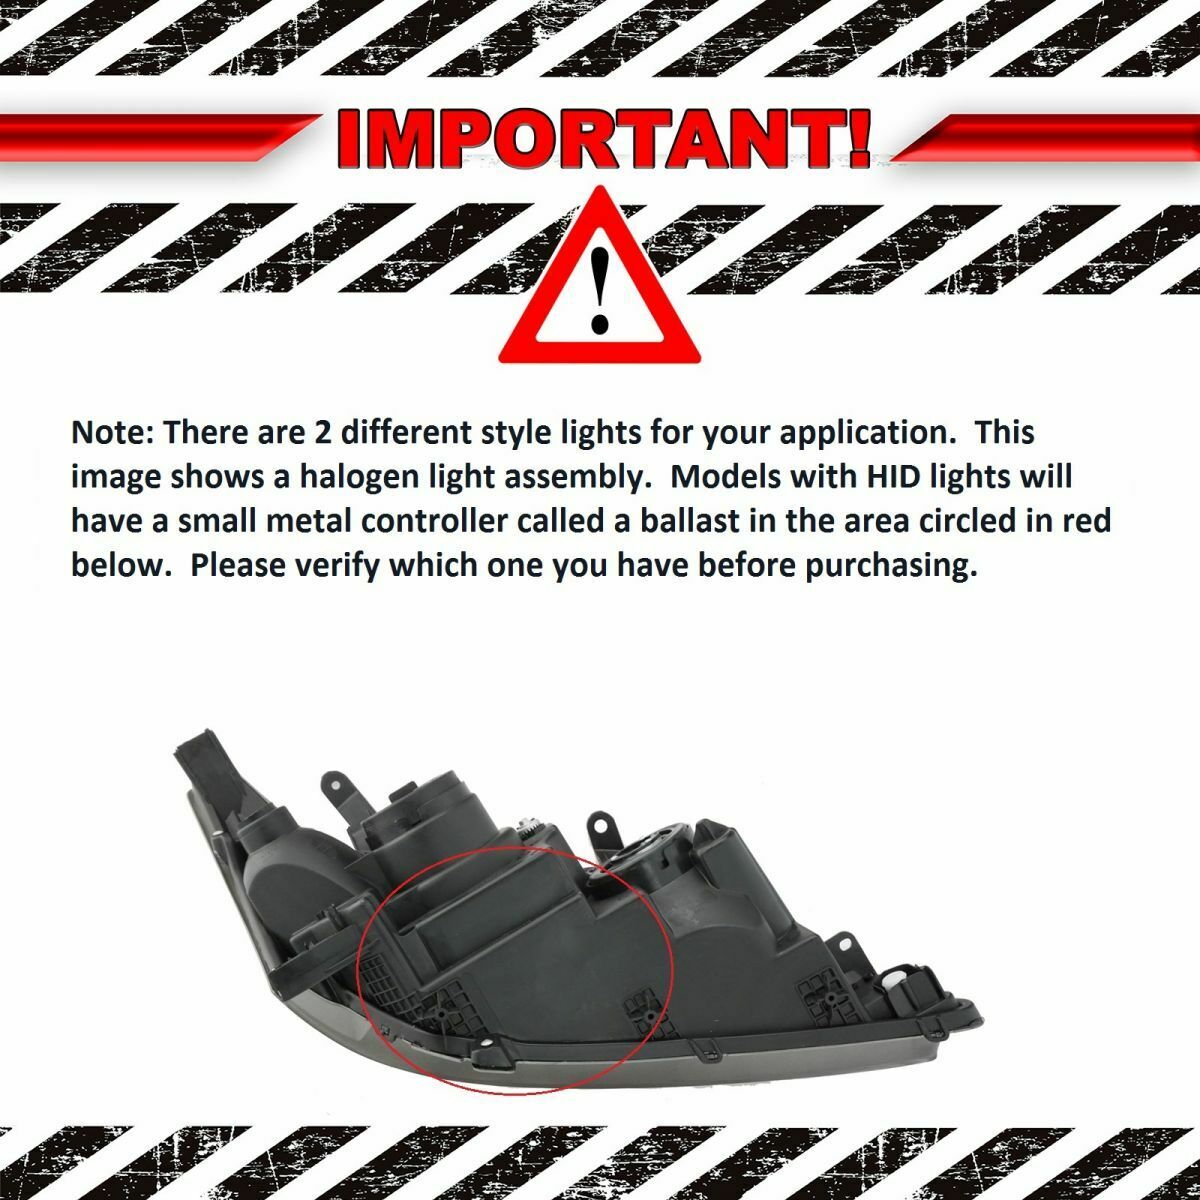 IMPORTANT!
!
Note: There are 2 different style lights for your application.  This
image shows a halogen light assembly.  Models with HID lights will
have a small metal controller called a ballast in the area circled in red
below.  Please verify which one you have before purchasing.